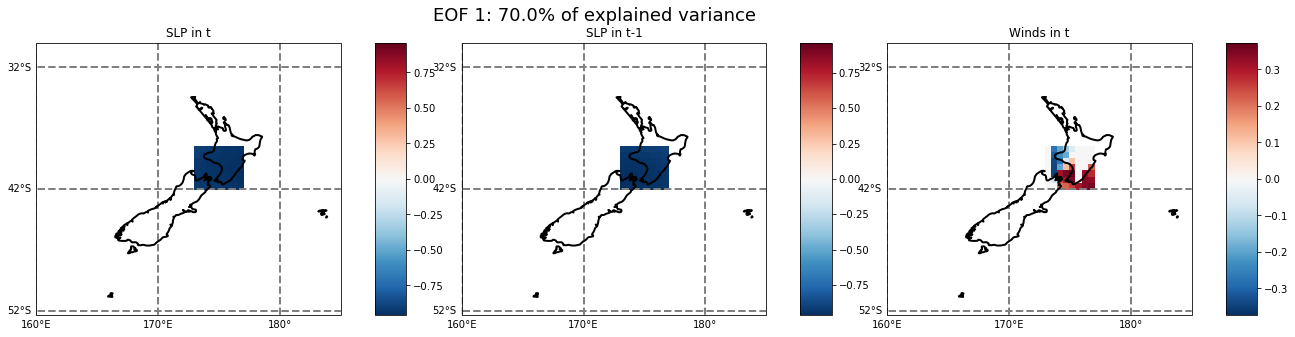 EOF 1: 70.0% of explained variance
SLP in t
32°S
42°S
52°S
160°E
170°E
180°
0.75
0.50
0.25
0.00
−0.25
−0.50
−0.75
SLP in t-1
32°S
42°S
52°S
160°E
170°E
180°
0.75
0.50
0.25
0.00
−0.25
−0.50
−0.75
Winds in t
32°S
42°S
52°S
160°E
170°E
180°
0.3
0.2
0.1
0.0
−0.1
−0.2
−0.3